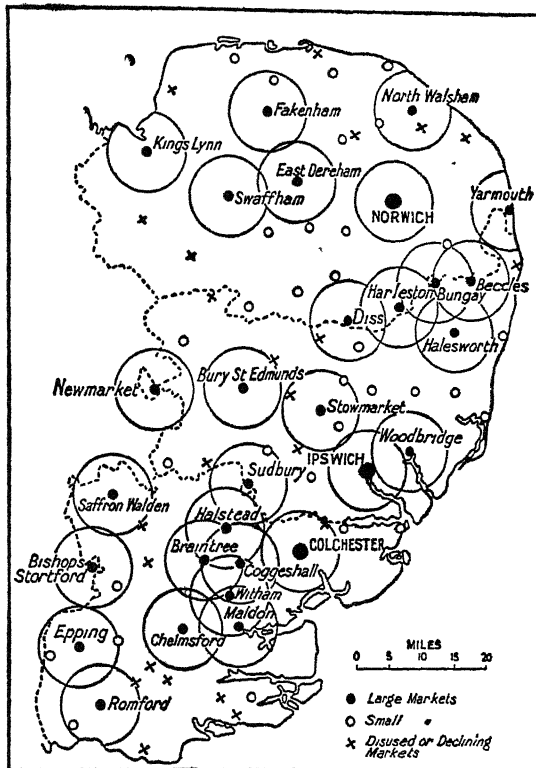 North Walsham
Fakenham
Kings Lynn
East Dereham
Swaffham
NORWICH
Yarmouth
Harleston
Bungay
Beccles
Diss
Halesworth
Newmarket
Bury St Edmunds
Stowmarket
Woodbridge
IPSWICH
Sudbury
Saffron Walden
Halstead
Braintree
COLCHESTER
Bishops
Stortford
Coggeshall
Witham
Maldon
Epping
Chelmsford
Romford
MILES
0 5 10 15 20
Large Markets
Small "
Disused or Declining
Markets